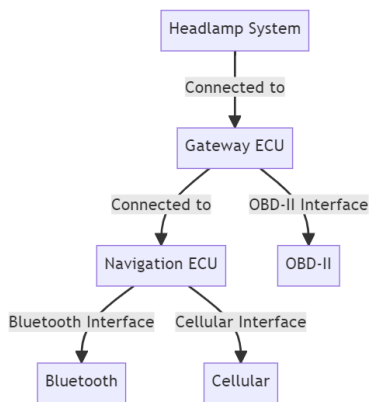 Headlamp System
Connected to
Gateway ECU
Connected to
OBD-II Interface
Navigation ECU
OBD-II
Bluetooth Interface
Cellular Interface
Bluetooth
Cellular